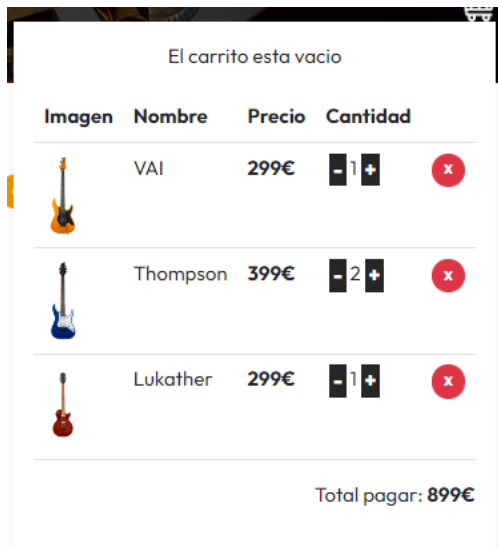 El carrito esta vacio
Imagen Nombre Precio Cantidad
VAI 299€ - 1 + x
Thompson 399€ - 2 + x
Lukather 299€ - 1 + x
Total pagar: 899€